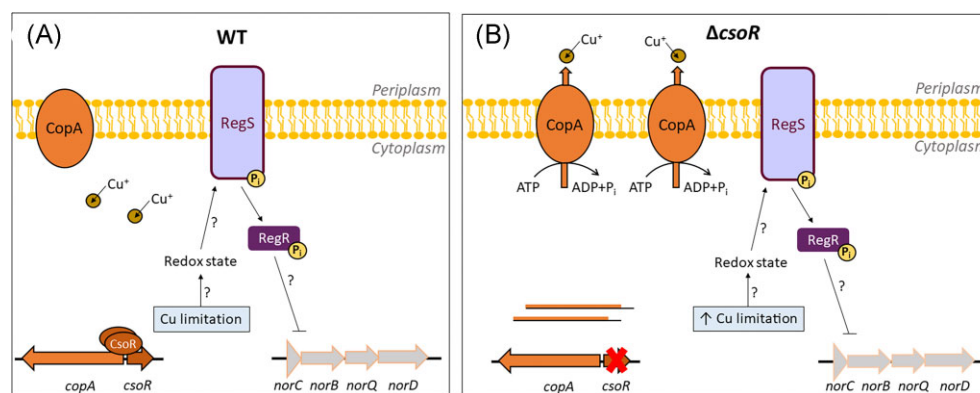 (A)
WT
Cu⁺
Periplasm
CopA
RegS
Cytoplasm
Pᵢ
Cu⁺
Cu⁺
?
RegR
Pᵢ
Redox state
?
?
Cu limitation
CsoR
copA
csoR
norC norB norQ norD
(B)
ΔcsoR
Cu⁺
Cu⁺
Periplasm
CopA
CopA
RegS
Cytoplasm
ATP
ADP+Pᵢ
ATP
ADP+Pᵢ
Pᵢ
?
RegR
Pᵢ
Redox state
?
?
↑ Cu limitation
copA
csoR
norC norB norQ norD